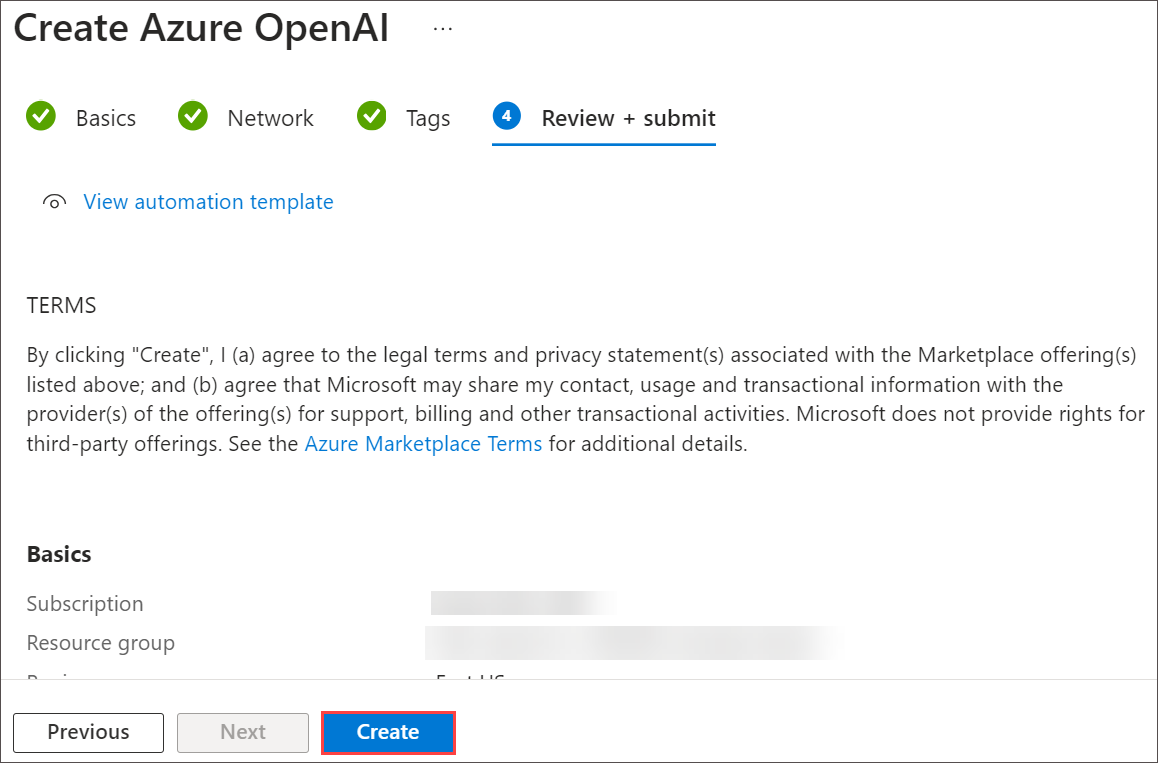 Create Azure OpenAI ...
Basics Network Tags 4 Review + submit
View automation template
TERMS
By clicking "Create", I (a) agree to the legal terms and privacy statement(s) associated with the Marketplace offering(s)
listed above; and (b) agree that Microsoft may share my contact, usage and transactional information with the
provider(s) of the offering(s) for support, billing and other transactional activities. Microsoft does not provide rights for
third-party offerings. See the Azure Marketplace Terms for additional details.
Basics
Subscription
Resource group
Region East US
Previous Next Create